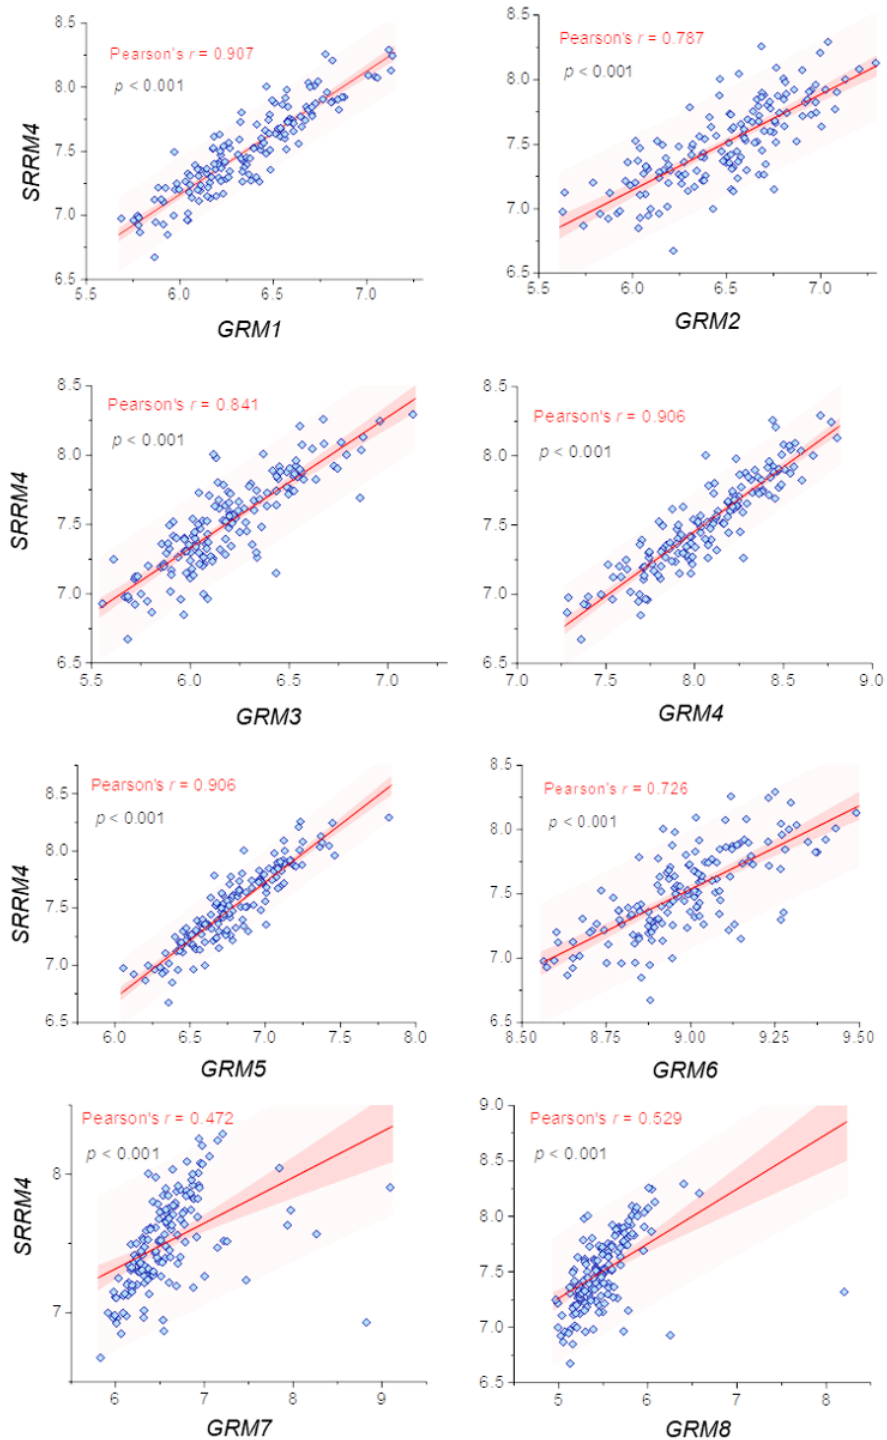 8.5
8.0
7.5
7.0
6.5
5.5
6.0
6.5
7.0
Pearson's r = 0.907
p < 0.001
SRRM4
GRM1
8.5
8.0
7.5
7.0
6.5
5.5
6.0
6.5
7.0
Pearson's r = 0.787
p < 0.001
GRM2
8.5
8.0
7.5
7.0
6.5
5.5
6.0
6.5
7.0
Pearson's r = 0.841
p < 0.001
SRRM4
GRM3
8.5
8.0
7.5
7.0
6.5
7.0
7.5
8.0
8.5
9.0
Pearson's r = 0.906
p < 0.001
GRM4
8.5
8.0
7.5
7.0
6.5
6.0
6.5
7.0
7.5
8.0
Pearson's r = 0.906
p < 0.001
SRRM4
GRM5
8.5
8.0
7.5
7.0
6.5
8.50
8.75
9.00
9.25
9.50
Pearson's r = 0.726
p < 0.001
GRM6
8
7
6
7
8
9
Pearson's r = 0.472
p < 0.001
SRRM4
GRM7
9.0
8.5
8.0
7.5
7.0
6.5
5
6
7
8
Pearson's r = 0.529
p < 0.001
GRM8